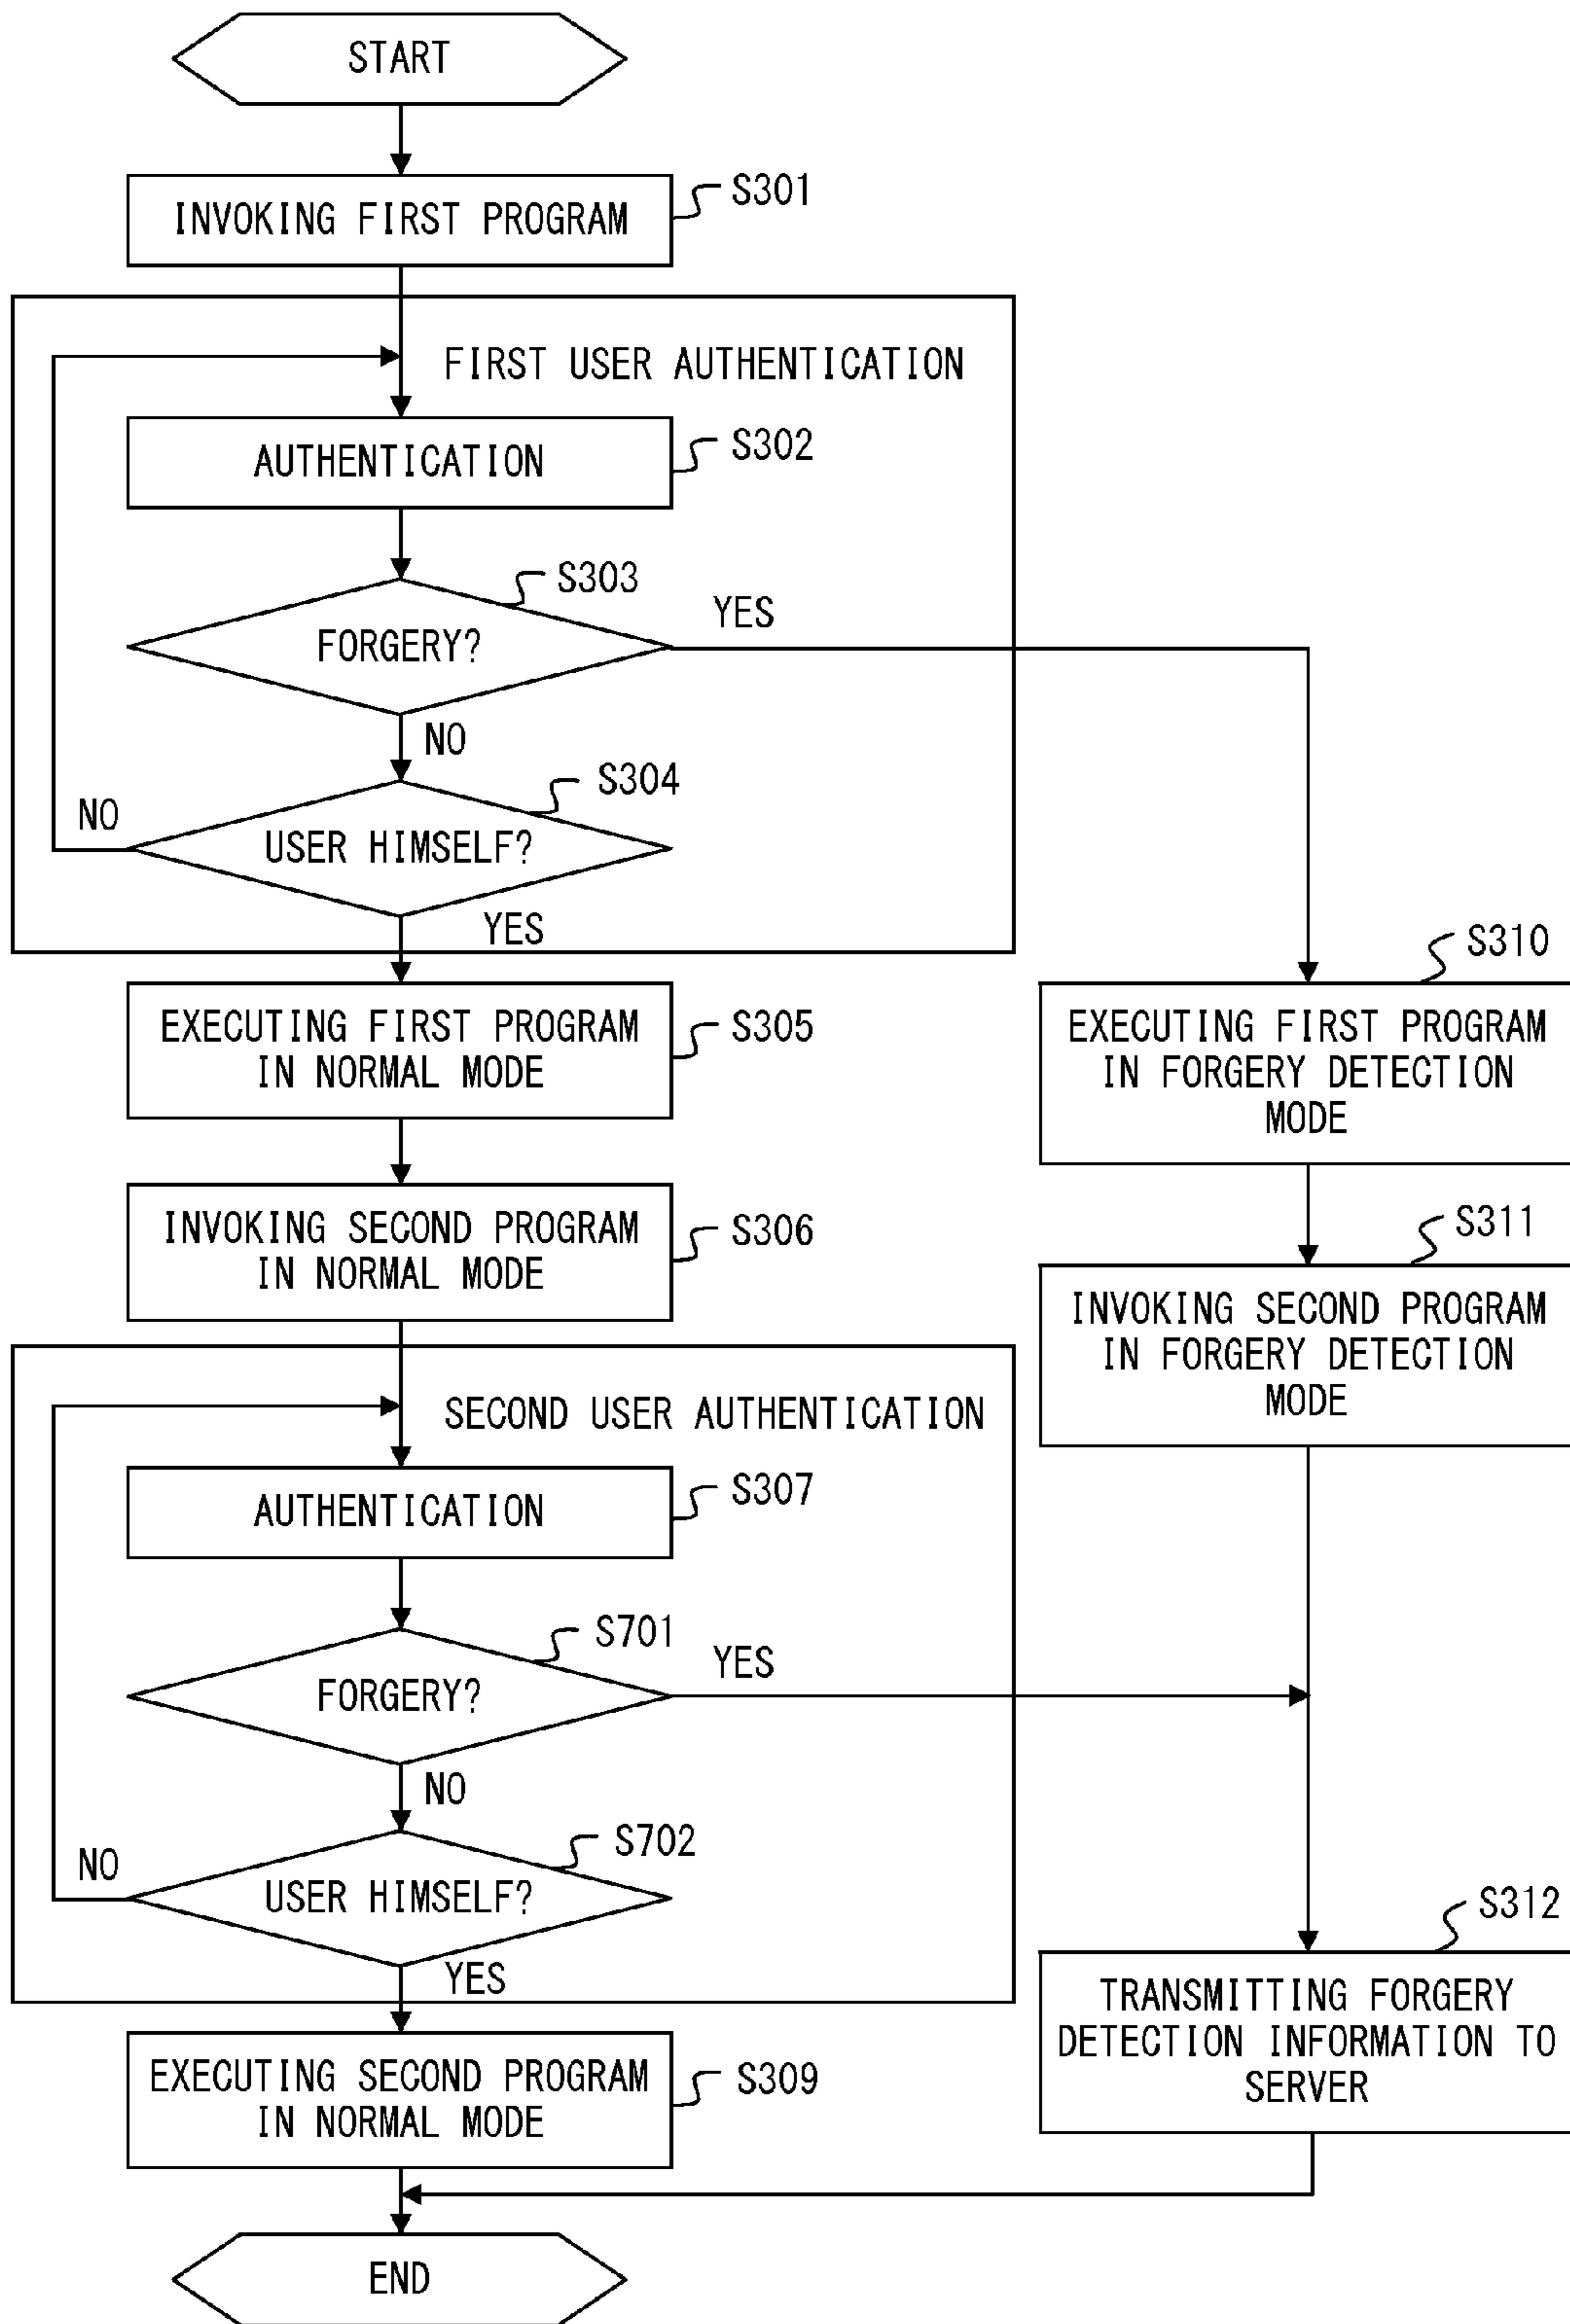 START
INVOKING FIRST PROGRAM
S301
FIRST USER AUTHENTICATION
AUTHENTICATION
S302
S303
FORGERY?
YES
NO
S304
USER HIMSELF?
NO
YES
EXECUTING FIRST PROGRAM
IN NORMAL MODE
S305
S310
EXECUTING FIRST PROGRAM
IN FORGERY DETECTION
MODE
INVOKING SECOND PROGRAM
IN NORMAL MODE
S306
S311
INVOKING SECOND PROGRAM
IN FORGERY DETECTION
MODE
SECOND USER AUTHENTICATION
AUTHENTICATION
S307
S701
FORGERY?
YES
NO
S702
USER HIMSELF?
NO
YES
S312
TRANSMITTING FORGERY
DETECTION INFORMATION TO
SERVER
EXECUTING SECOND PROGRAM
IN NORMAL MODE
S309
END